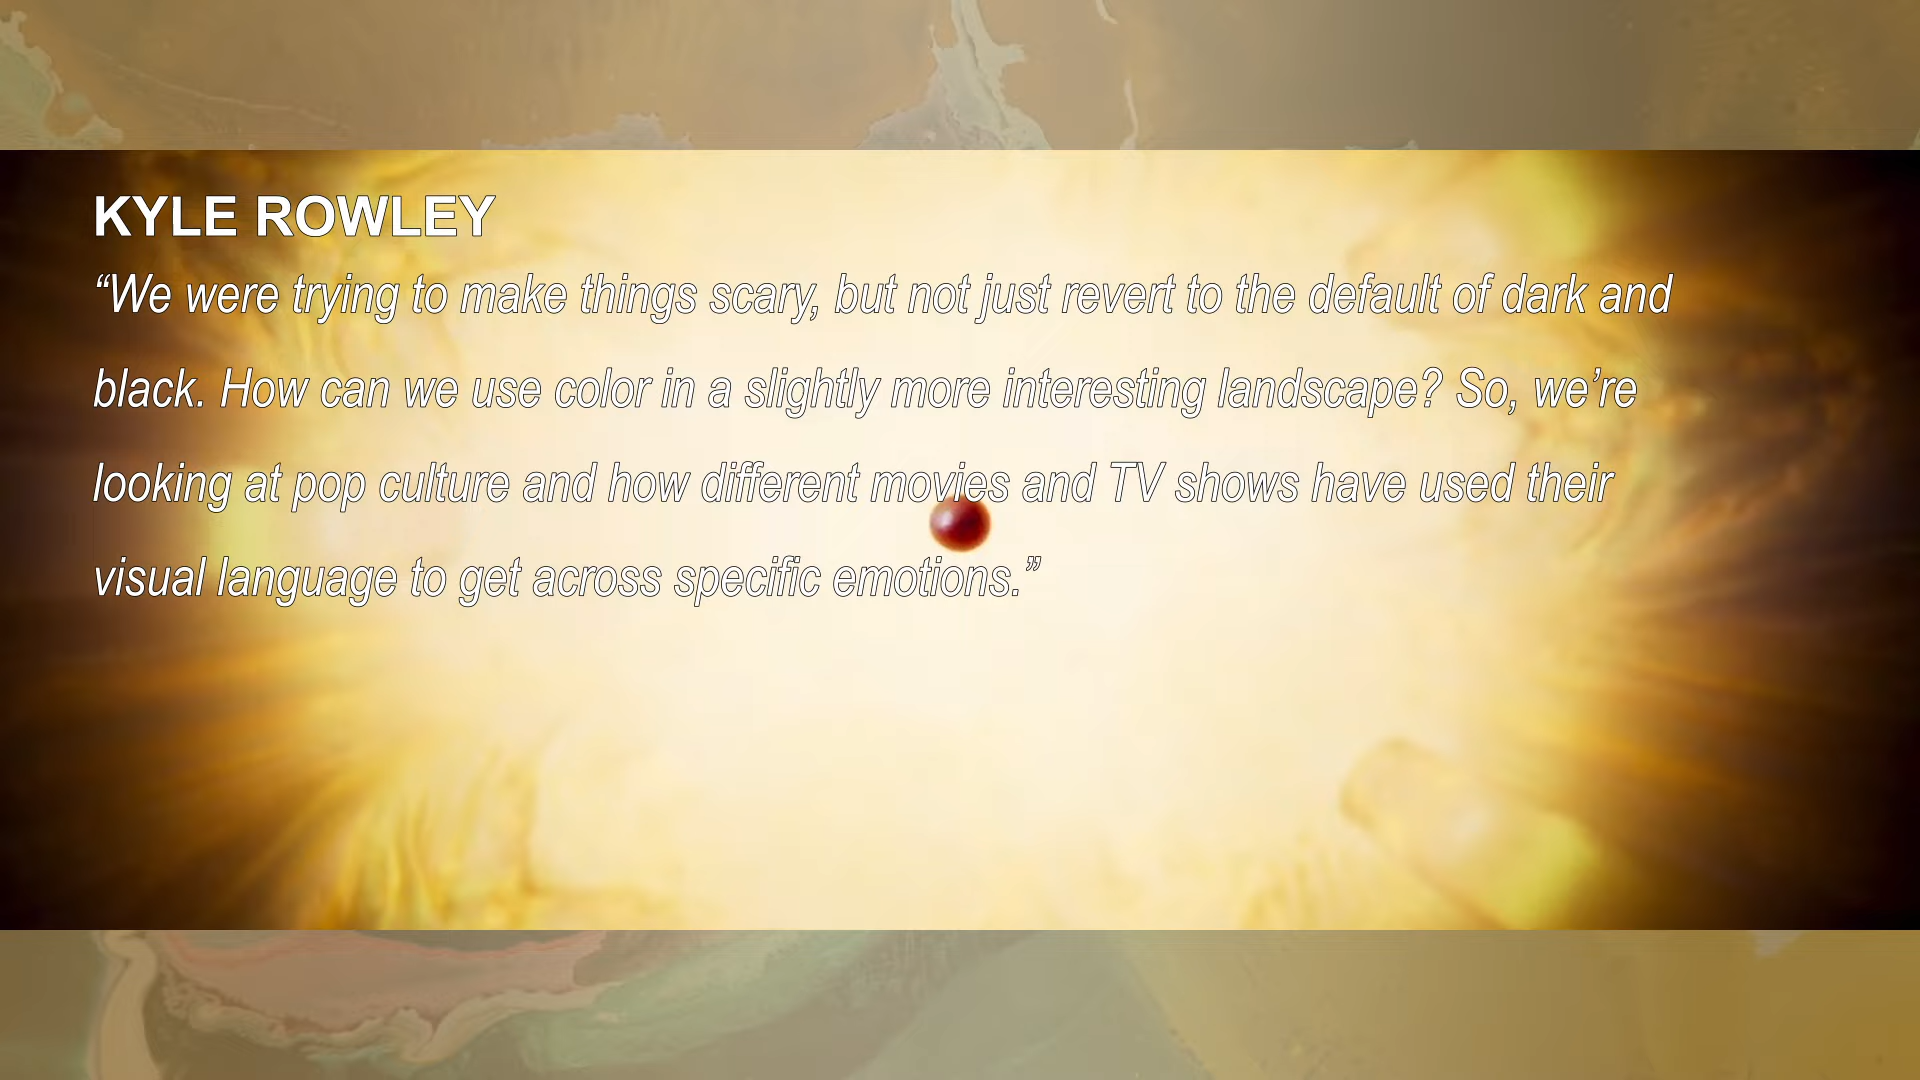 KYLE ROWLEY
“We were trying to make things scary, but not just revert to the default of dark and
black. How can we use color in a slightly more interesting landscape? So, we’re
looking at pop culture and how different movies and TV shows have used their
visual language to get across specific emotions.”